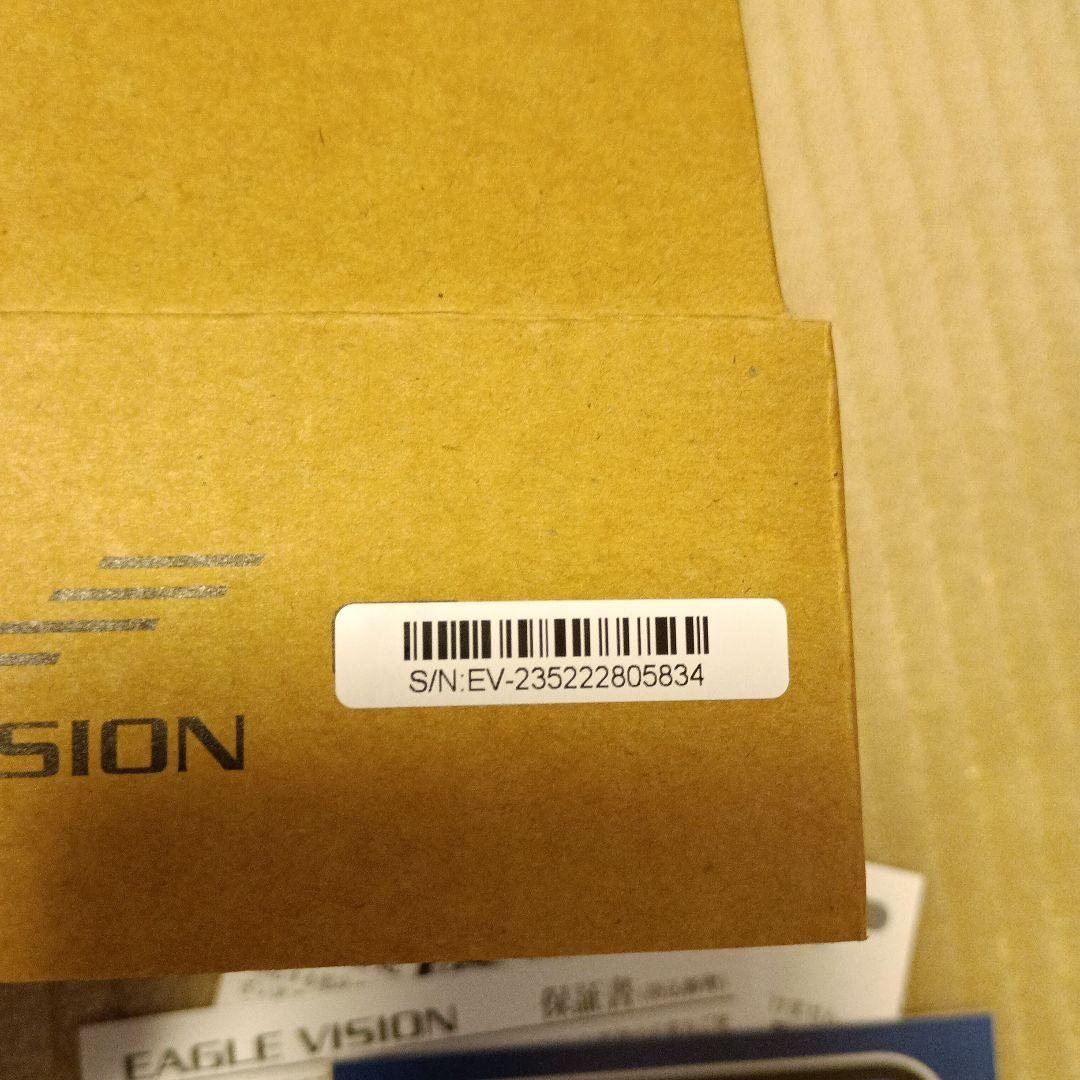 S/N:EV-235222805834
SION
EAGLE VISION
保証書